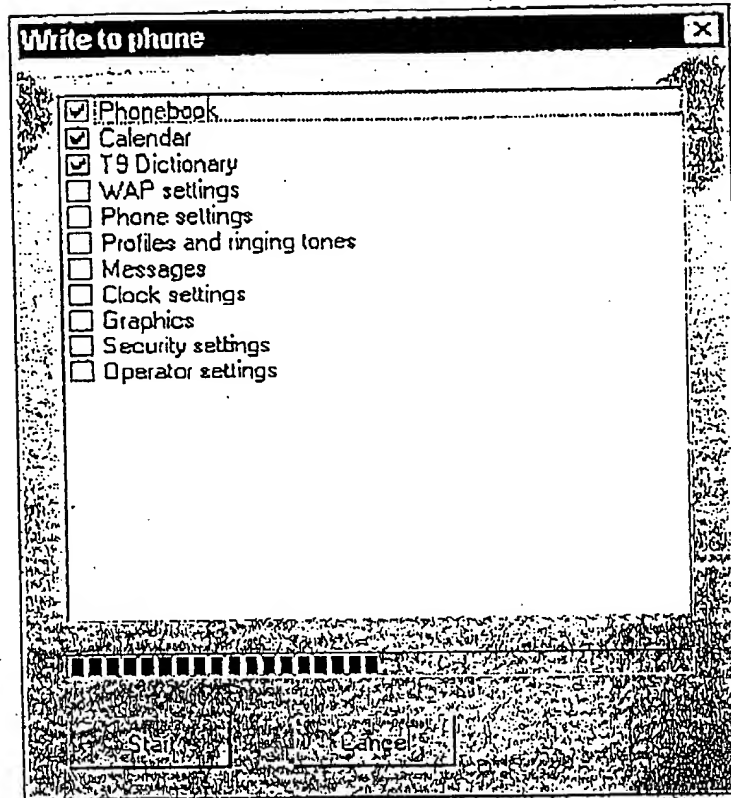 Write to phone
Phonebook
Calendar
T9 Dictionary
WAP settings
Phone settings
Profiles and ringing tones
Messages
Clock settings
Graphics
Security settings
Operator settings
Start
Cancel